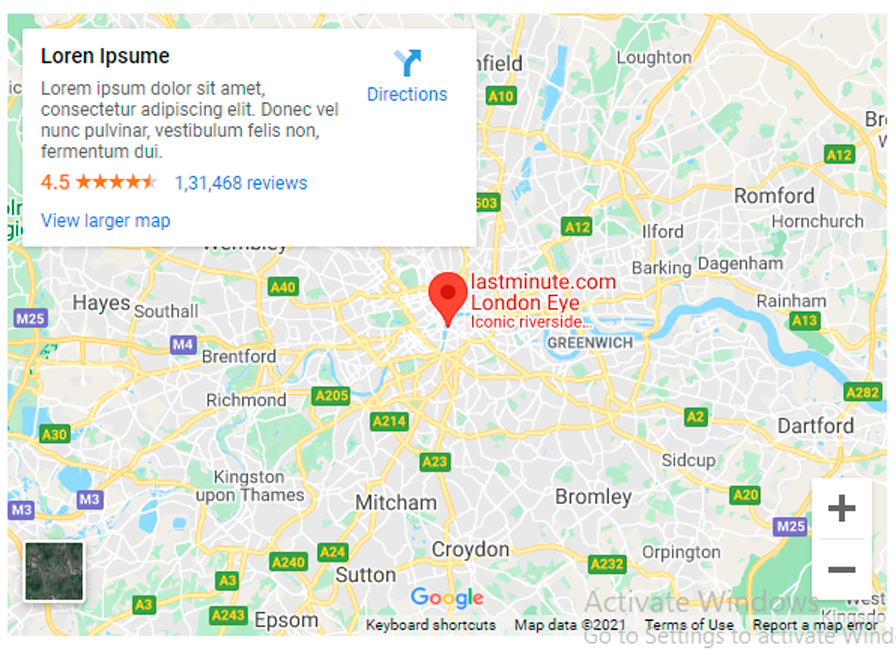 Loren Ipsume
Lorem ipsum dolor sit amet,
consectetur adipiscing elit. Donec vel
nunc pulvinar, vestibulum felis non,
fermentum dui.
4.5
1,31,468 reviews
View larger map
Directions
nfield
Loughton
A10
A12
Romford
503
A12
Hornchurch
Ilford
Wembley
Barking
Dagenham
A40
lastminute.com
London Eye
Iconic riverside...
Hayes
Southall
Rainham
M25
A13
M4
GREENWICH
Brentford
Richmond
A205
A282
A214
A2
Dartford
A30
A23
Sidcup
Kingston
upon Thames
M3
M3
Mitcham
Bromley
A20
M25
Croydon
Orpington
A24
A240
A232
Sutton
A3
A3
A243
Epsom
West
Kingsdo
Google
Activate Windows
Keyboard shortcuts
Map data ©2021
Terms of Use
Report a map error
Go to Settings to activate Wind